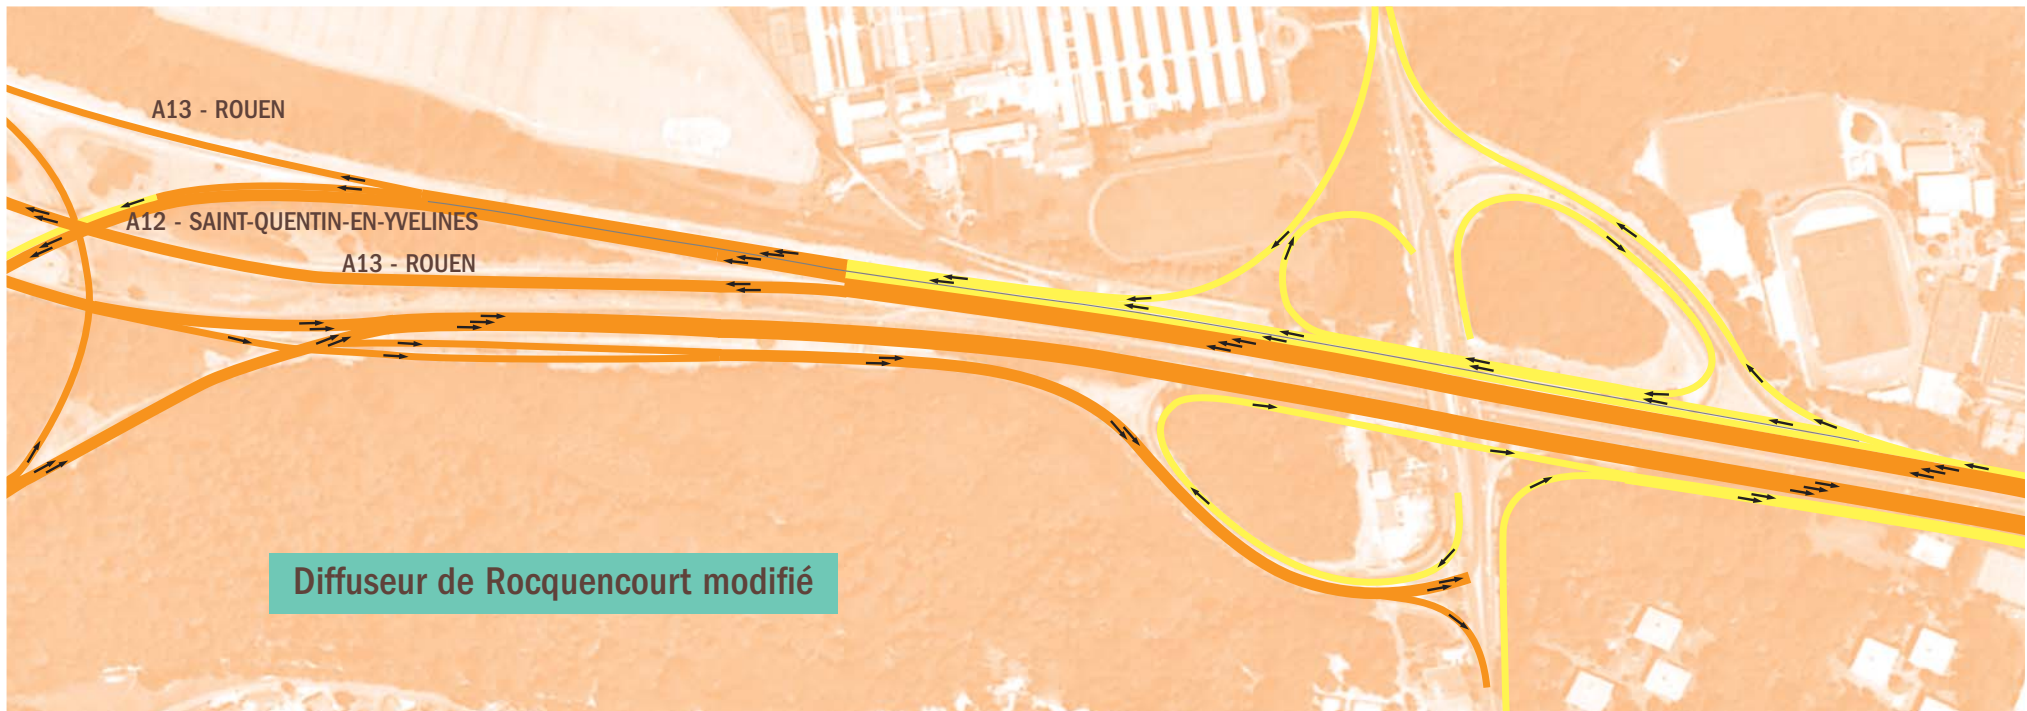 A13 - ROUEN
A12 - SAINT-QUENTIN-EN-YVELINES
A13 - ROUEN
Diffuseur de Rocquencourt modifié